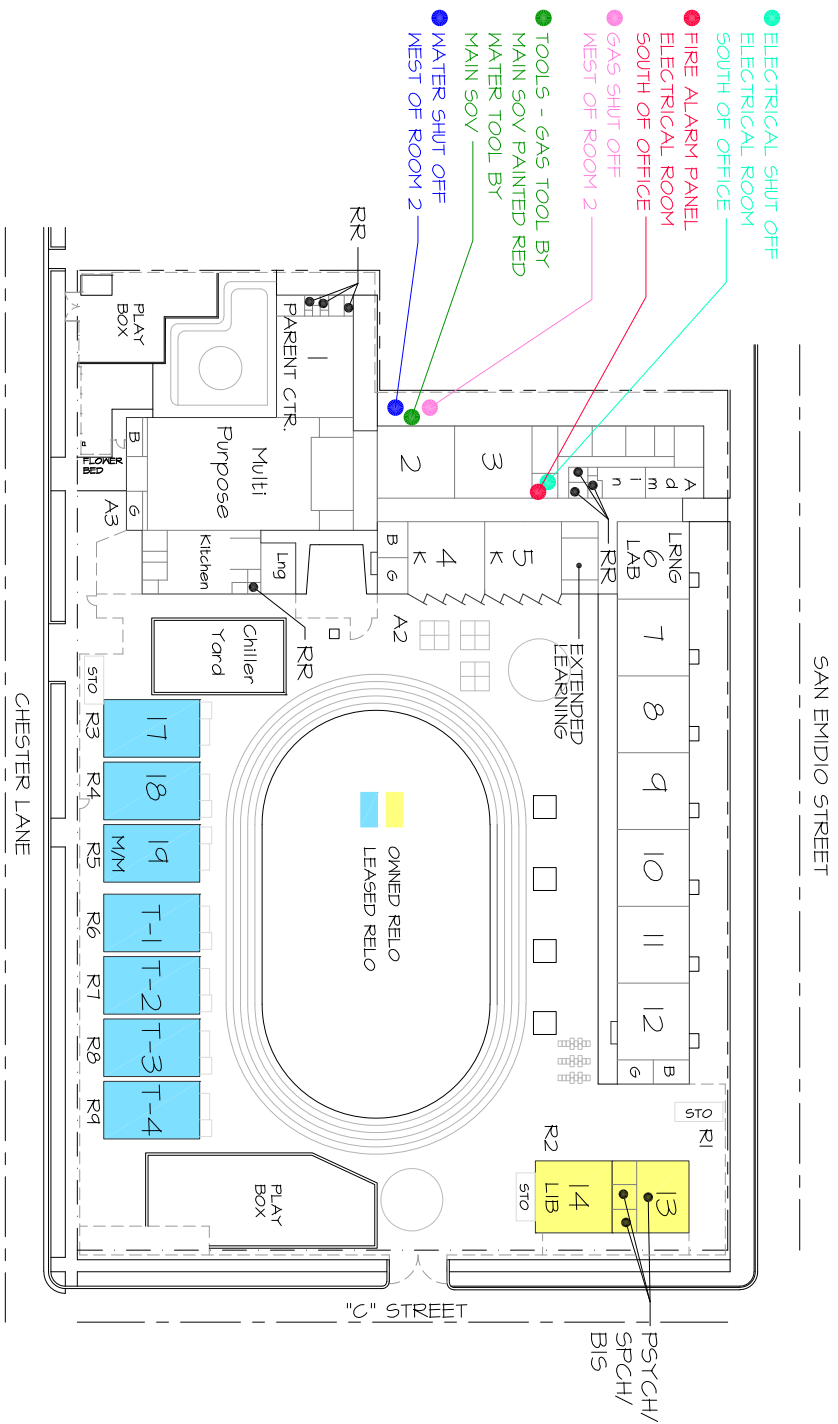 ELECTRICAL SHUT OFF
ELECTRICAL ROOM
SOUTH OF OFFICE
FIRE ALARM PANEL
ELECTRICAL ROOM
SOUTH OF OFFICE
GAS SHUT OFF
WEST OF ROOM 2
TOOLS - GAS TOOL BY
MAIN SOV PAINTED RED
WATER TOOL BY
MAIN SOV
WATER SHUT OFF
WEST OF ROOM 2
SAN EMIDIO STREET
Admin
RR
3
2
RR
1
PARENT CTR.
PLAY
BOX
Multi
Purpose
B
G
FLOWER
BED
A3
LRNG
6
LAB
7
8
9
10
11
12
B
G
STO
R1
EXTENDED
LEARNING
5
K
4
K
B
G
A2
Lng
Kitchen
RR
Chiller
Yard
STO
13
14
LIB
R2
STO
PSYCH/
SPCH/
BIS
OWNED RELO
LEASED RELO
17
R3
18
R4
19
M/M
R5
T-1
R6
T-2
R7
T-3
R8
T-4
R9
PLAY
BOX
CHESTER LANE
"C" STREET